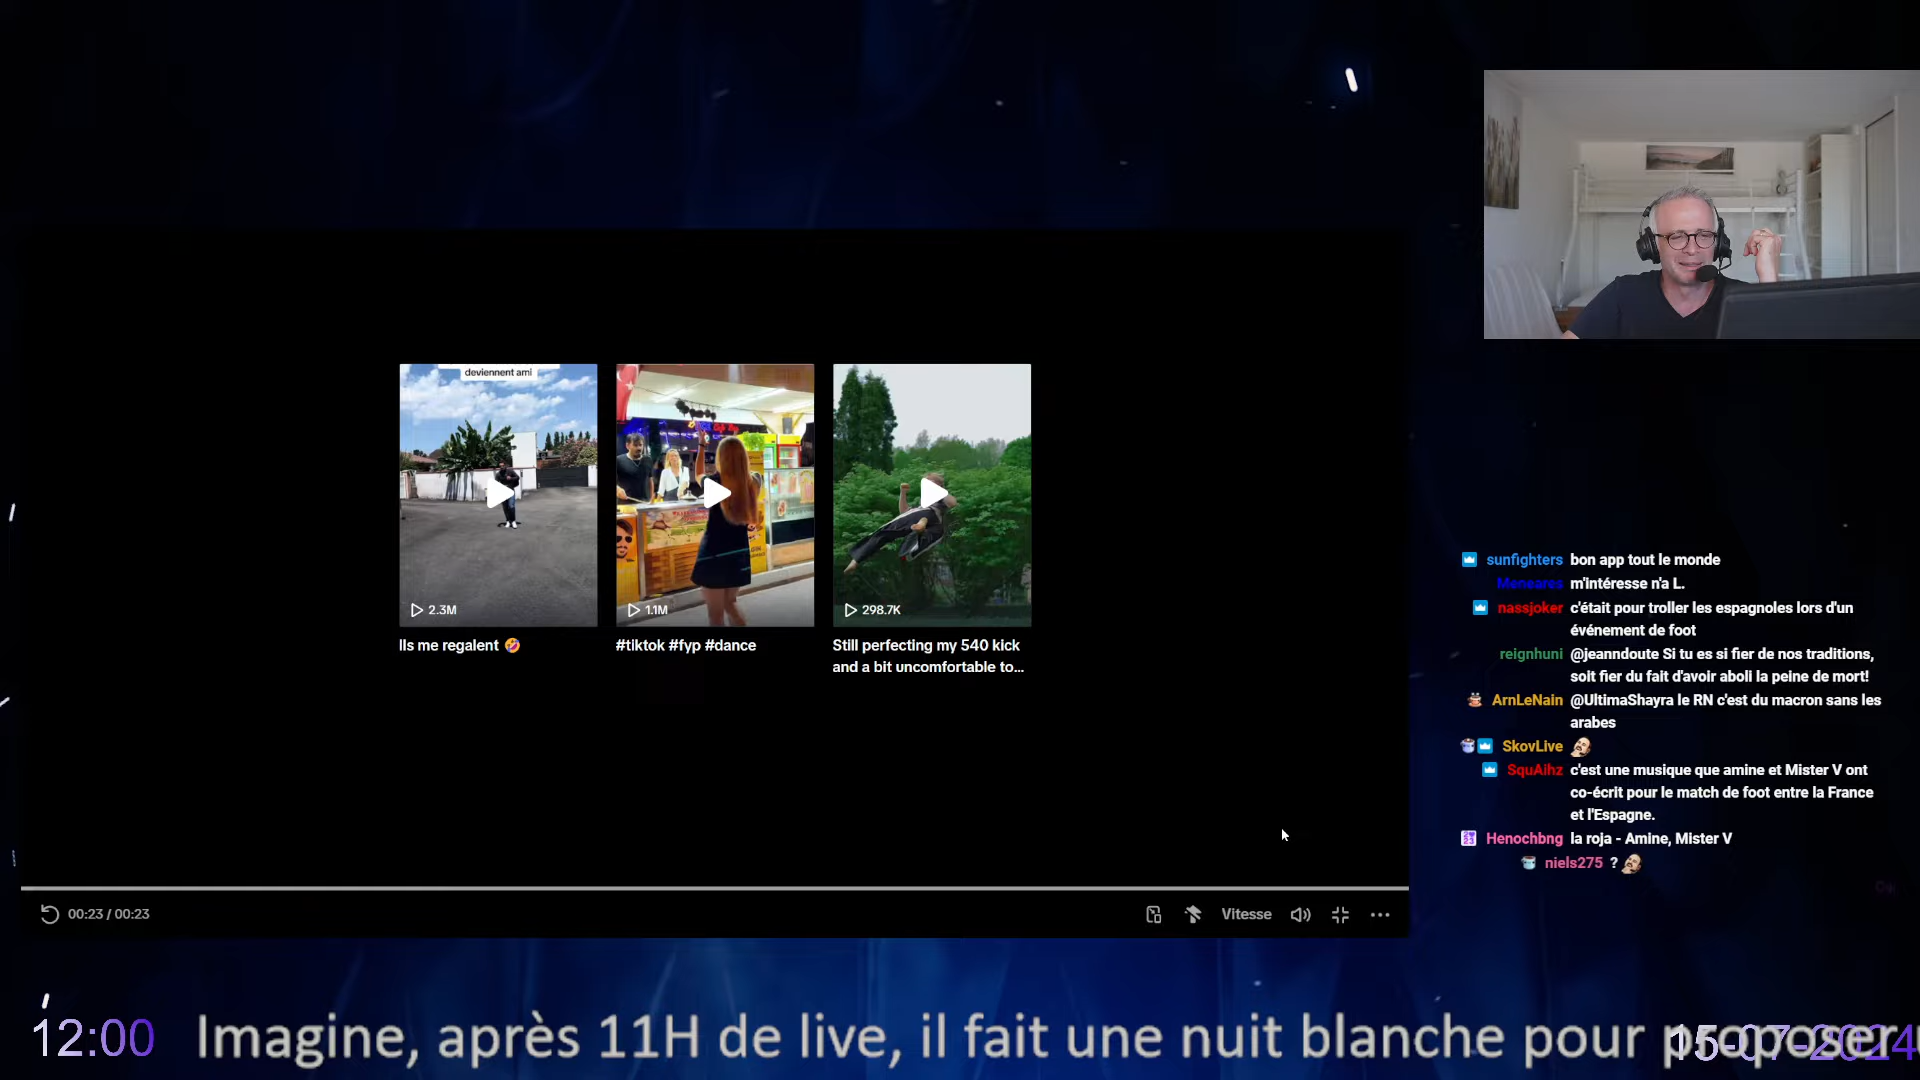 deviennent ami
2.3M
1.1M
298.7K
Ils me regalent 🤣
#tiktok #fyp #dance
Still perfecting my 540 kick
and a bit uncomfortable to...
00:23 / 00:23
Vitesse
sunfighters bon app tout le monde
Meneares m'intéresse n'a L.
nassjoker c'était pour troller les espagnoles lors d'un
événement de foot
reignhuni @jeanndoute Si tu es si fier de nos traditions,
soit fier du fait d'avoir aboli la peine de mort!
ArnLeNain @UltimaShayra le RN c'est du macron sans les
arabes
SkovLive
SquAihz c'est une musique que amine et Mister V ont
co-écrit pour le match de foot entre la France
et l'Espagne.
Henochbng la roja - Amine, Mister V
niels275 ?
12:00
Imagine, après 11H de live, il fait une nuit blanche pour proposer
15-07-2024